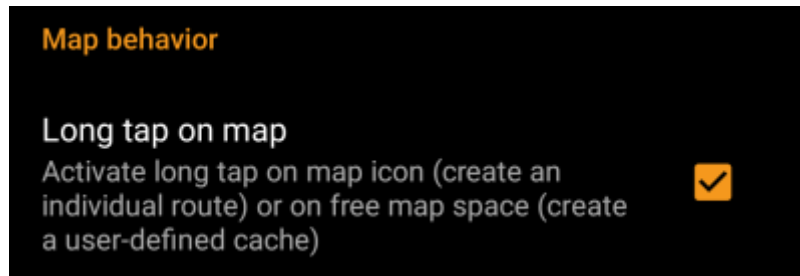 Map behavior
Long tap on map
Activate long tap on map icon (create an
individual route) or on free map space (create
a user-defined cache)